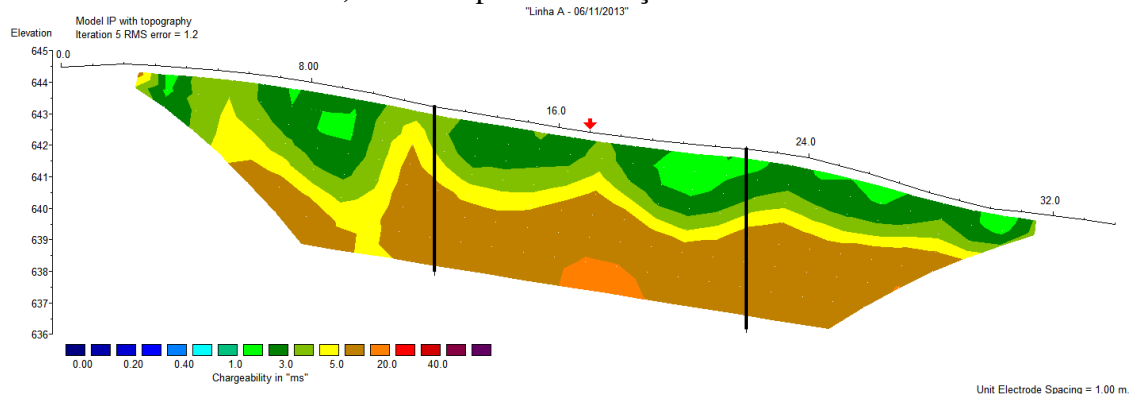 "Linha A - 06/11/2013"
Model IP with topography
Iteration 5 RMS error = 1.2
Elevation
645
644
643
642
641
640
639
638
637
636
0.0
8.00
16.0
24.0
32.0
0.00 0.20 0.40 1.0 3.0 5.0 20.0 40.0
Chargeability in "ms"
Unit Electrode Spacing = 1.00 m.